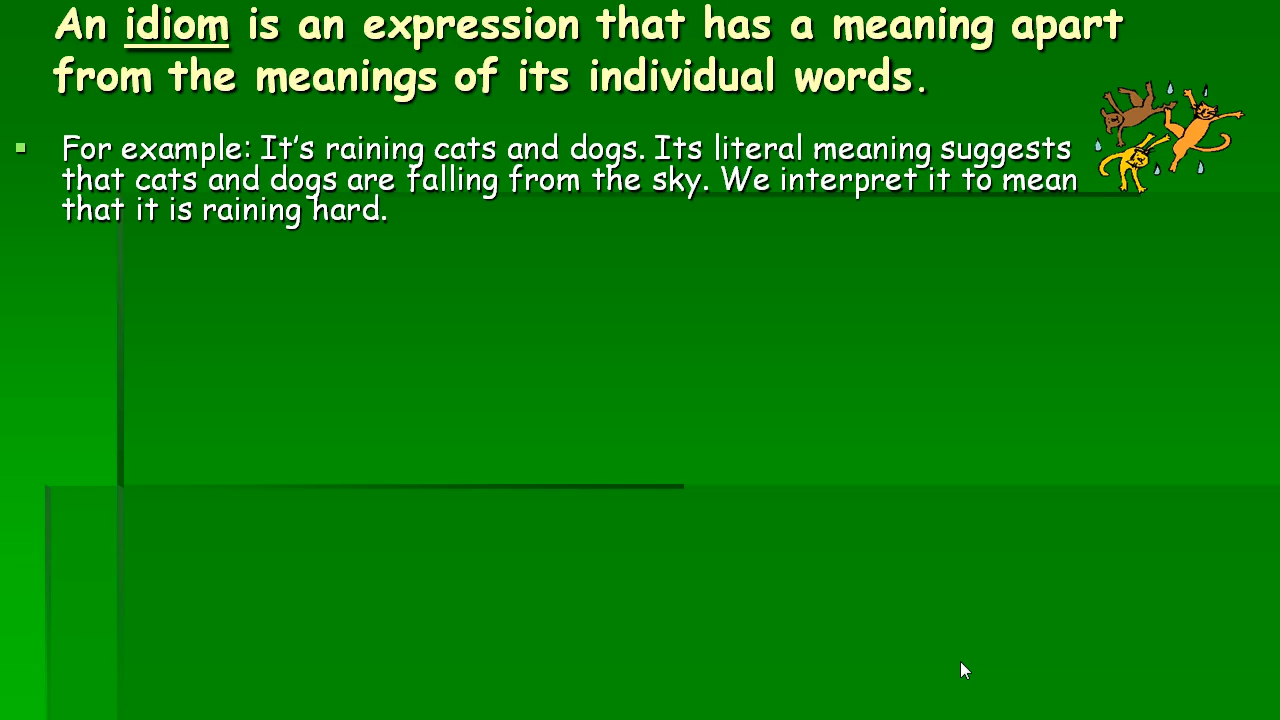 An idiom is an expression that has a meaning apart
from the meanings of its individual words.
For example: It’s raining cats and dogs. Its literal meaning suggests
that cats and dogs are falling from the sky. We interpret it to mean
that it is raining hard.